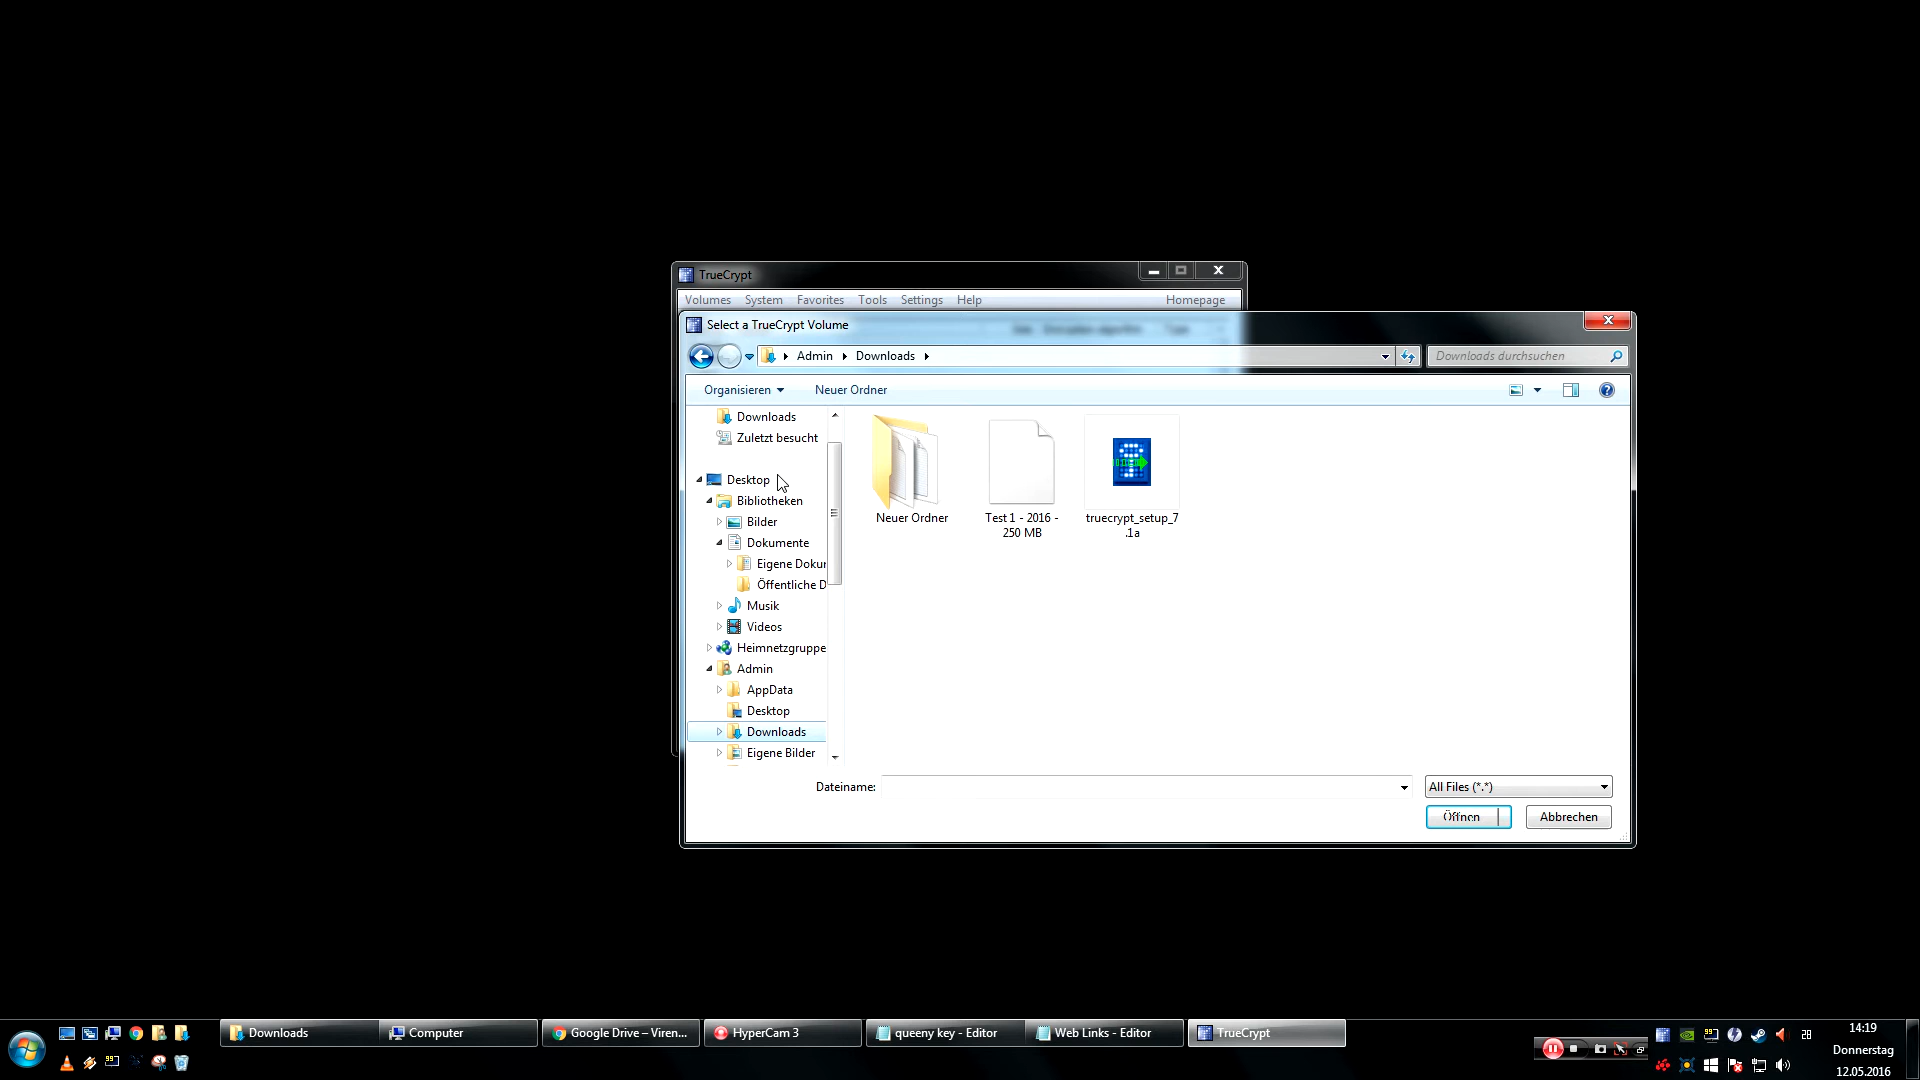 TrueCrypt
Volumes System Favorites Tools Settings Help Homepage
Select a TrueCrypt Volume
Admin Downloads
Downloads durchsuchen
Organisieren Neuer Ordner
Downloads
Zuletzt besucht
Desktop
Bibliotheken
Bilder
Dokumente
Eigene Dokur
Öffentliche D
Musik
Videos
Heimnetzgruppe
Admin
AppData
Desktop
Downloads
Eigene Bilder
Neuer Ordner
Test 1 - 2016 -
250 MB
truecrypt_setup_7
.1a
Dateiname:
All Files (*.*)
Öffnen Abbrechen
Downloads
Computer
Google Drive – Viren...
HyperCam 3
queeny key - Editor
Web Links - Editor
TrueCrypt
28
14:19
Donnerstag
12.05.2016